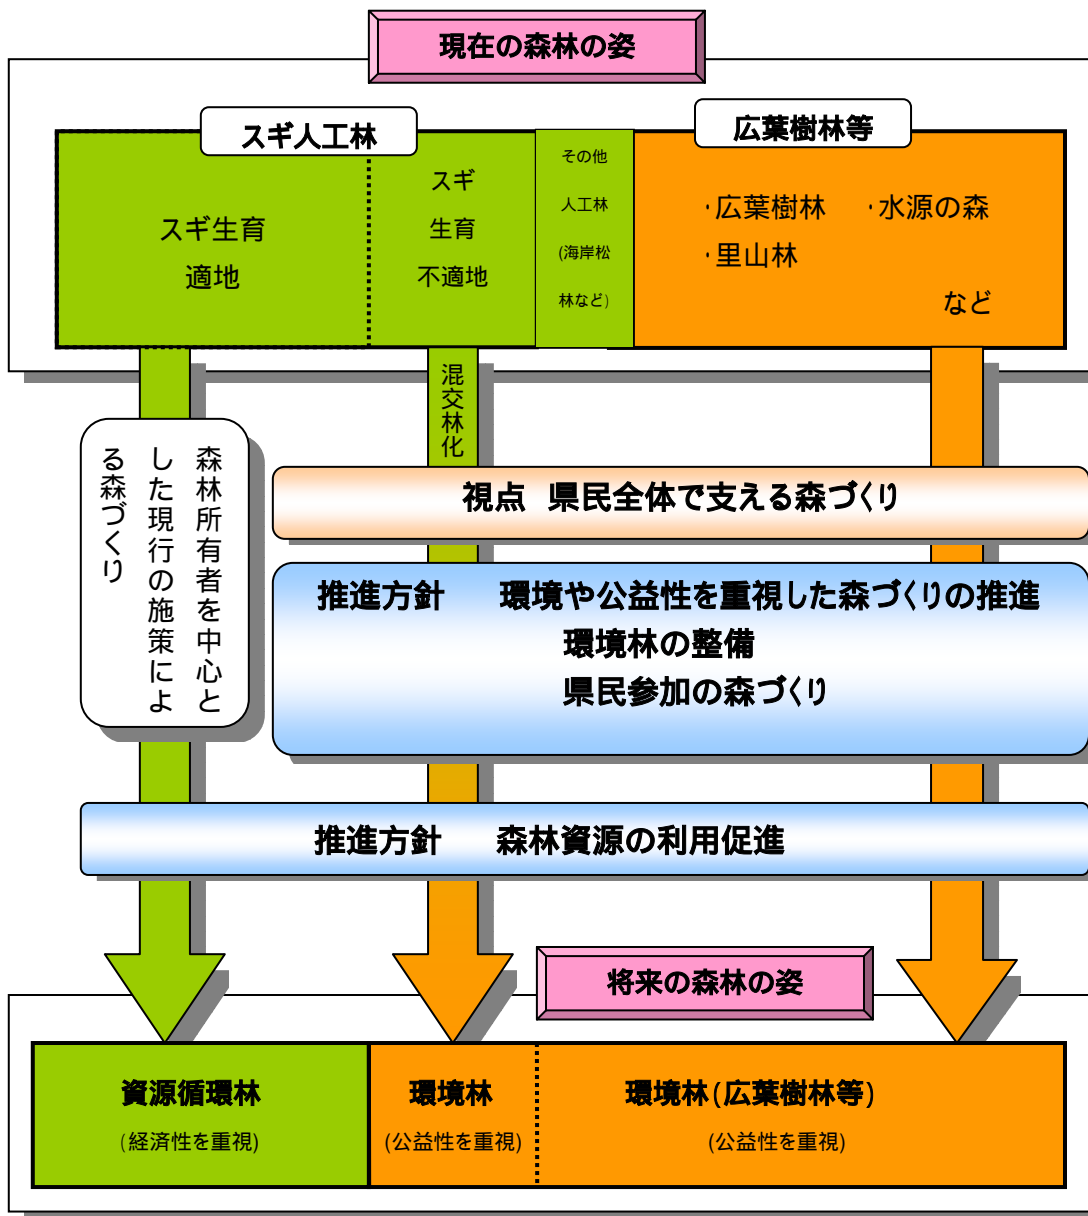 現在の森林の姿
スギ人工林
広葉樹林等
スギ生育
適地
スギ
生育
不適地
その他
人工林
(海岸松
林など)
・広葉樹林 ・水源の森
・里山林
など
混交林化
森林所有者を中心と
した現行の施策によ
る森づくり
視点 県民全体で支える森づくり
推進方針 環境や公益性を重視した森づくりの推進
環境林の整備
県民参加の森づくり
推進方針 森林資源の利用促進
将来の森林の姿
資源循環林
(経済性を重視)
環境林
(公益性を重視)
環境林(広葉樹林等)
(公益性を重視)